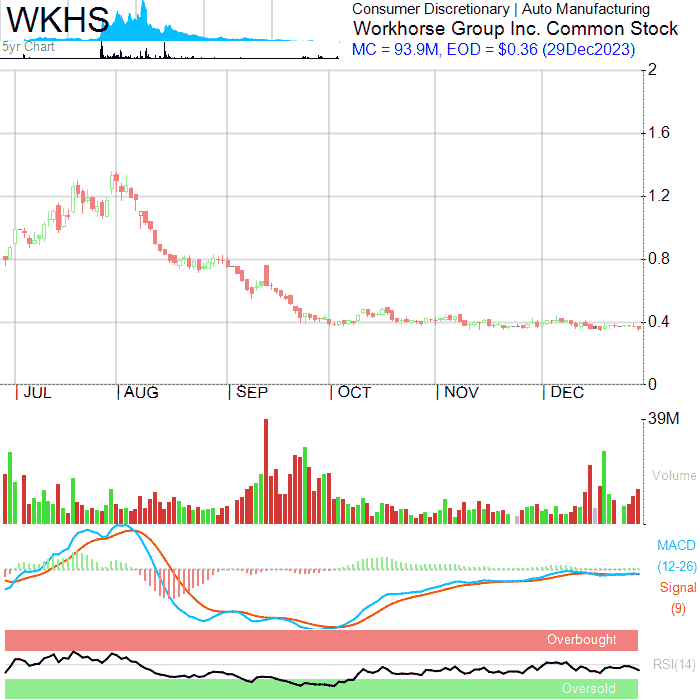 WKHS
5yr Chart
Consumer Discretionary | Auto Manufacturing
Workhorse Group Inc. Common Stock
MC = 93.9M, EOD = $0.36 (29Dec2023)
2
1.6
1.2
0.8
0.4
0
JUL AUG SEP OCT NOV DEC
39M
Volume
MACD
(12-26)
Signal
(9)
Overbought
RSI(14)
Oversold